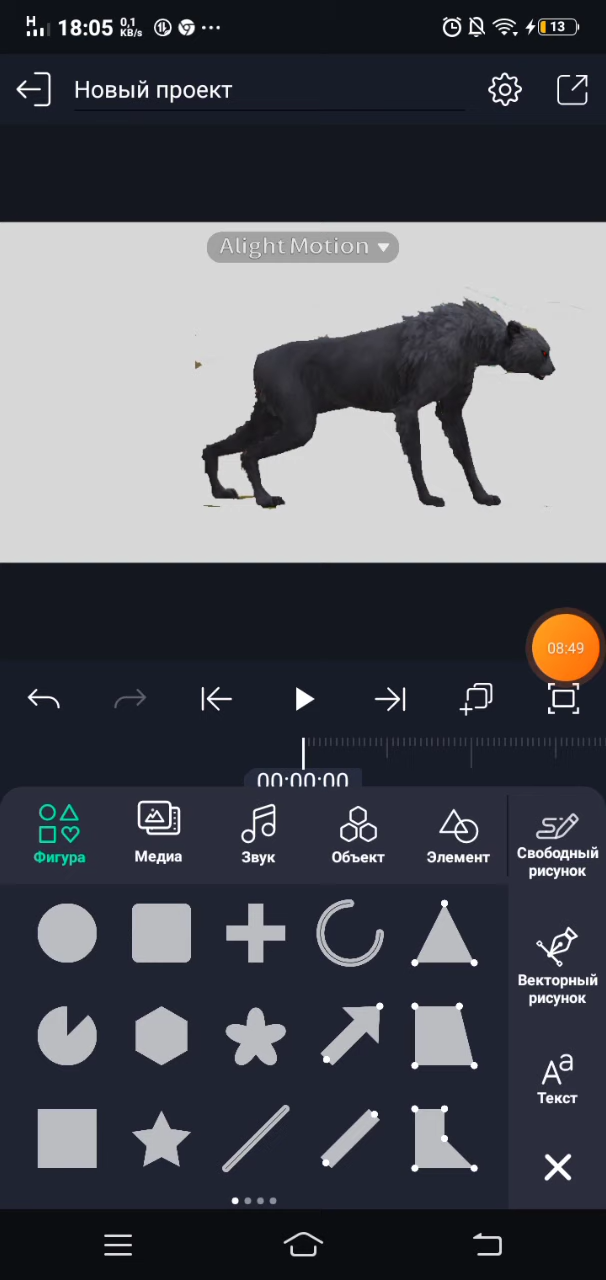 H 18:05 0,1 KB/s 13
Новый проект
Alight Motion
08:49
00:00:00
Фигура
Медиа
Звук
Объект
Элемент
Свободный
рисунок
Векторный
рисунок
Aa
Текст